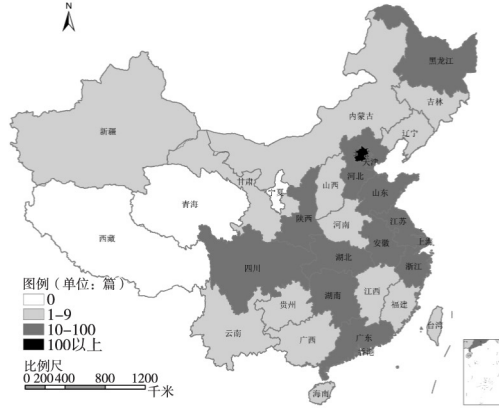 N
黑龙江
吉林
辽宁
内蒙古
新疆
天津
河北
甘肃
宁夏
山西
山东
青海
陕西
河南
江苏
西藏
安徽
上海
四川
湖北
浙江
湖南
江西
贵州
福建
云南
广西
广东
台湾
香港
海南
图例（单位：篇）
0
1-9
10-100
100以上
比例尺
0 200 400 800 1200
千米